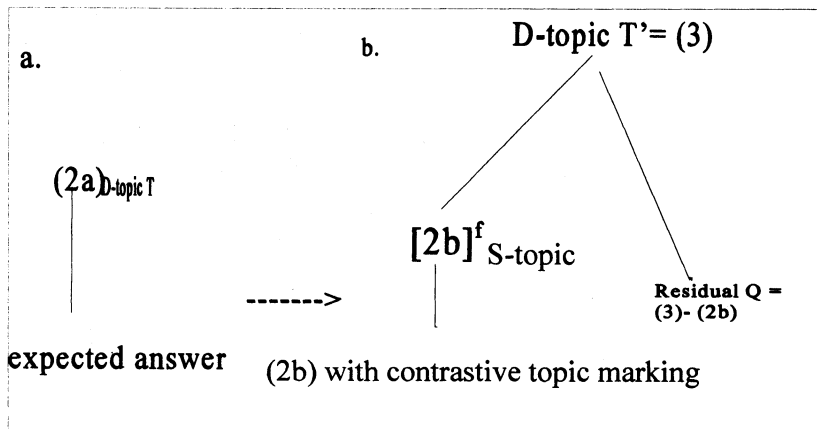 a.
(2a)D-topic T
expected answer
------->
b.
D-topic T’= (3)
[2b]f S-topic
Residual Q =
(3)- (2b)
(2b) with contrastive topic marking